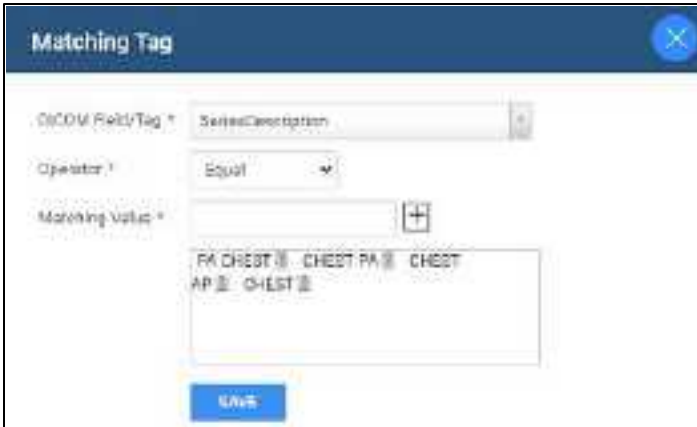 Matching Tag
DICOM Field/Tag *
SeriesDescription
Operator *
Equal
Matching Value *
PA CHEST CHEST PA CHEST
AP CHEST
SAVE